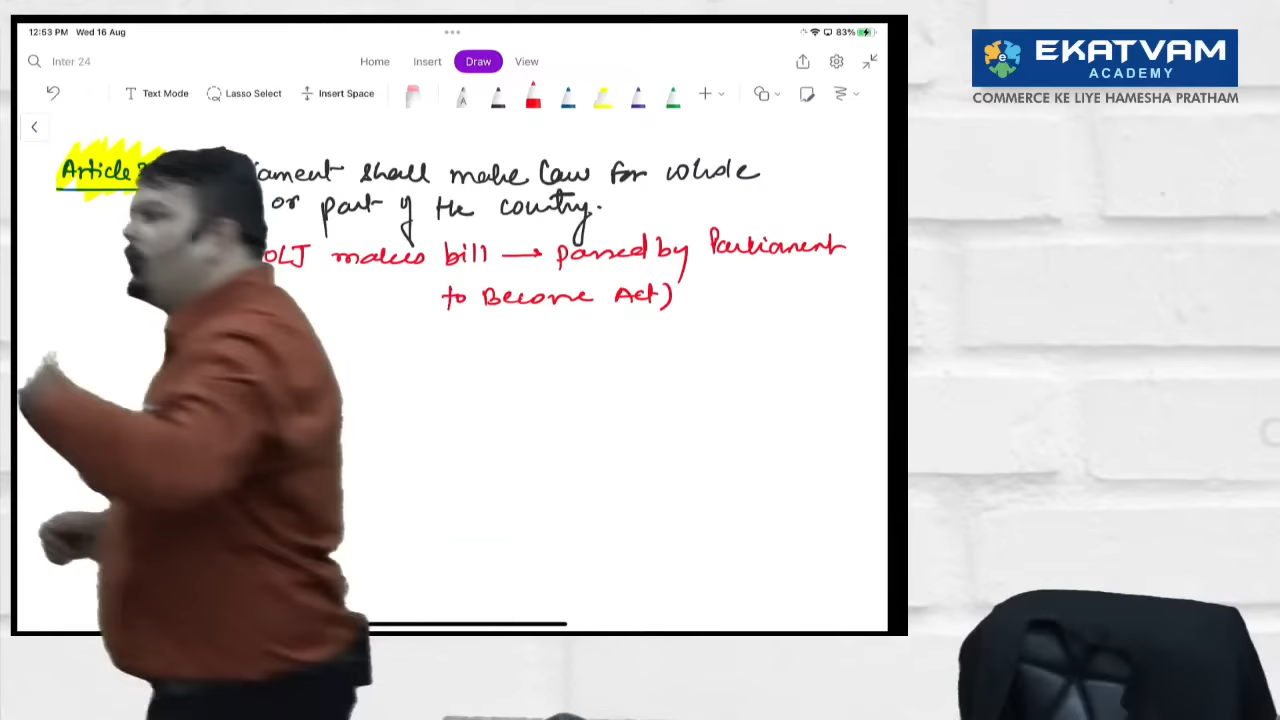 12:53 PM Wed 16 Aug
83%
EKATVAM
ACADEMY
COMMERCE KE LIYE HAMESHA PRATHAM
Inter 24
Home Insert Draw View
Text Mode Lasso Select Insert Space
Article
shall make law for whole
or part of the country.
makes bill → passed by Parliament
to Become Act)